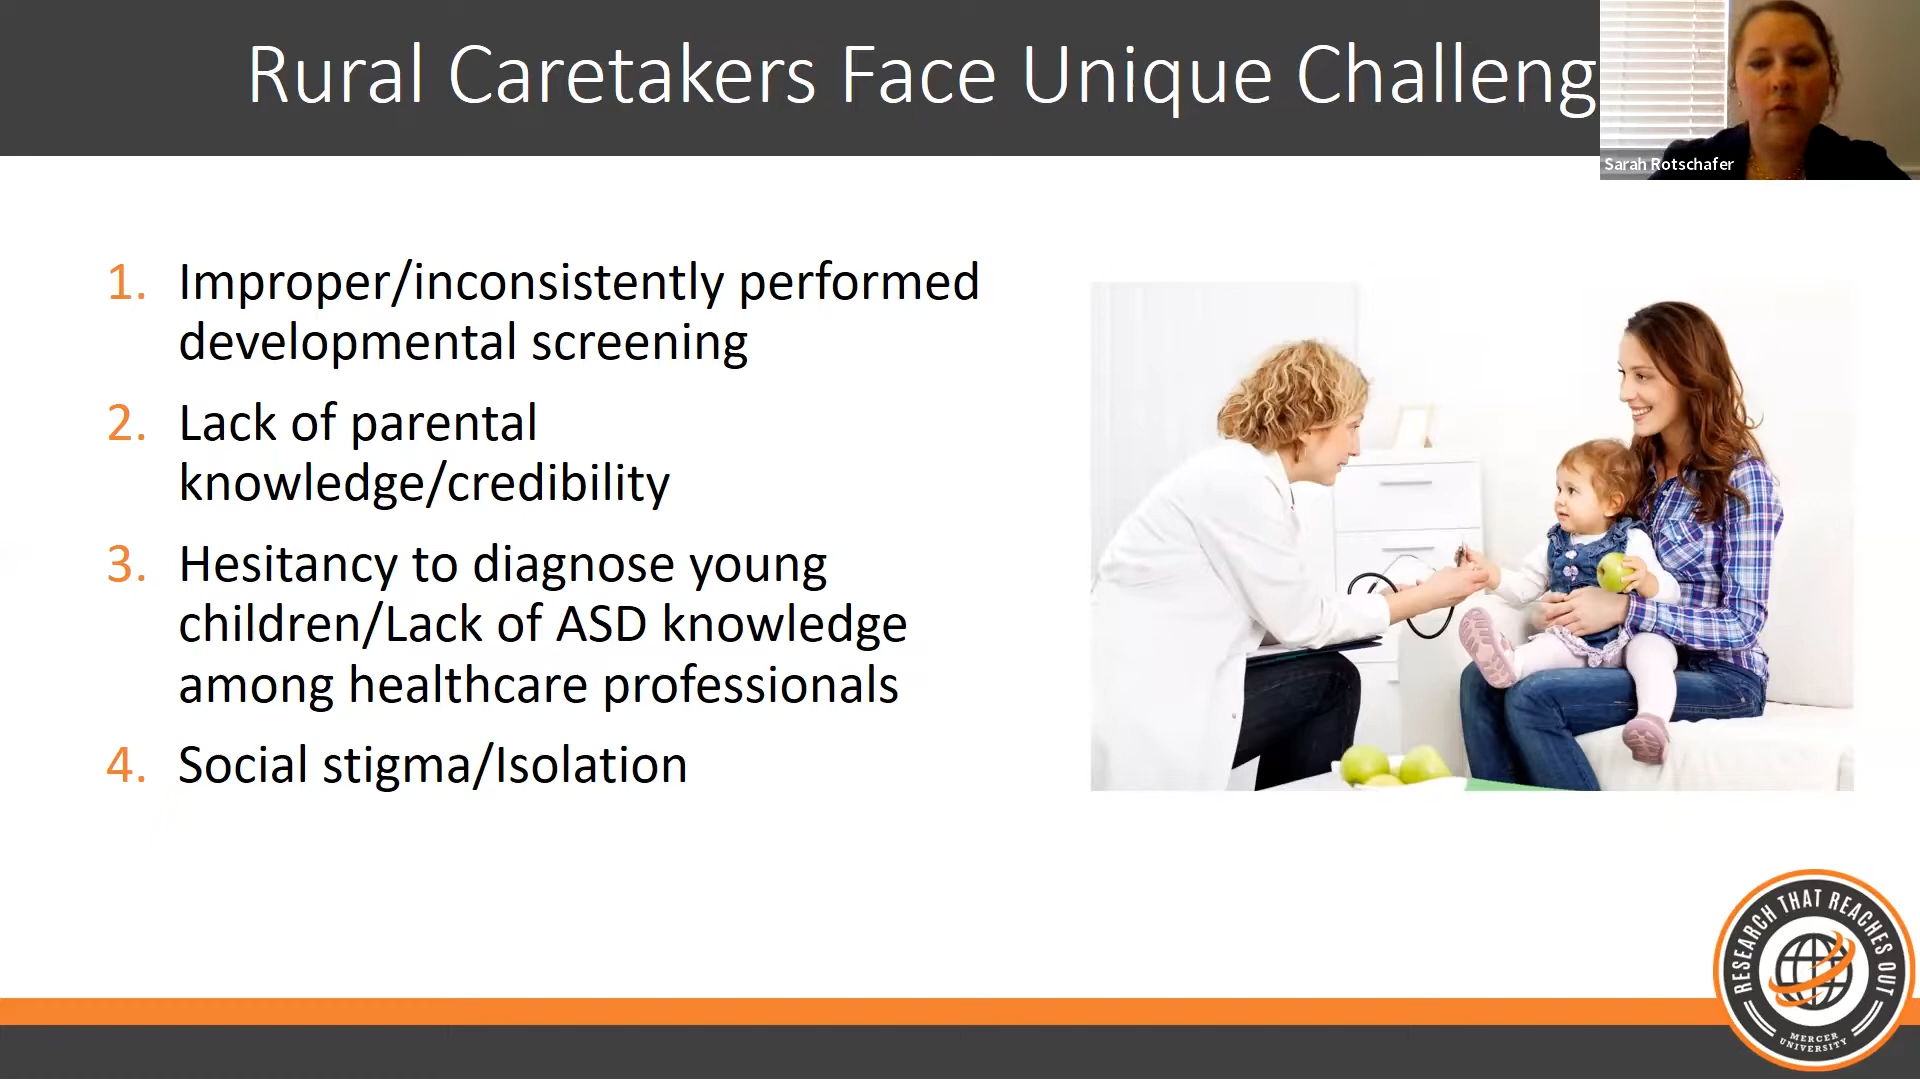 Rural Caretakers Face Unique Challeng
Sarah Rotschafer
1. Improper/inconsistently performed
developmental screening
2. Lack of parental
knowledge/credibility
3. Hesitancy to diagnose young
children/Lack of ASD knowledge
among healthcare professionals
4. Social stigma/Isolation
RESEARCH THAT REACHES OUT
MERCER
UNIVERSITY